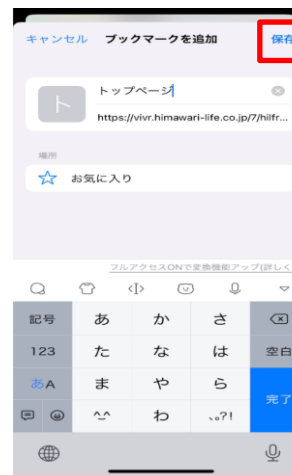 キャンセル ブックマークを追加 保存
ト
トップページ
https://vivr.himawari-life.co.jp/7/hilfr...
場所
お気に入り
フルアクセスONで変換機能アップ(詳しく
記号 あ か さ
123 た な は 空白
あA ま や ら
完了
^_^ わ 、。?!